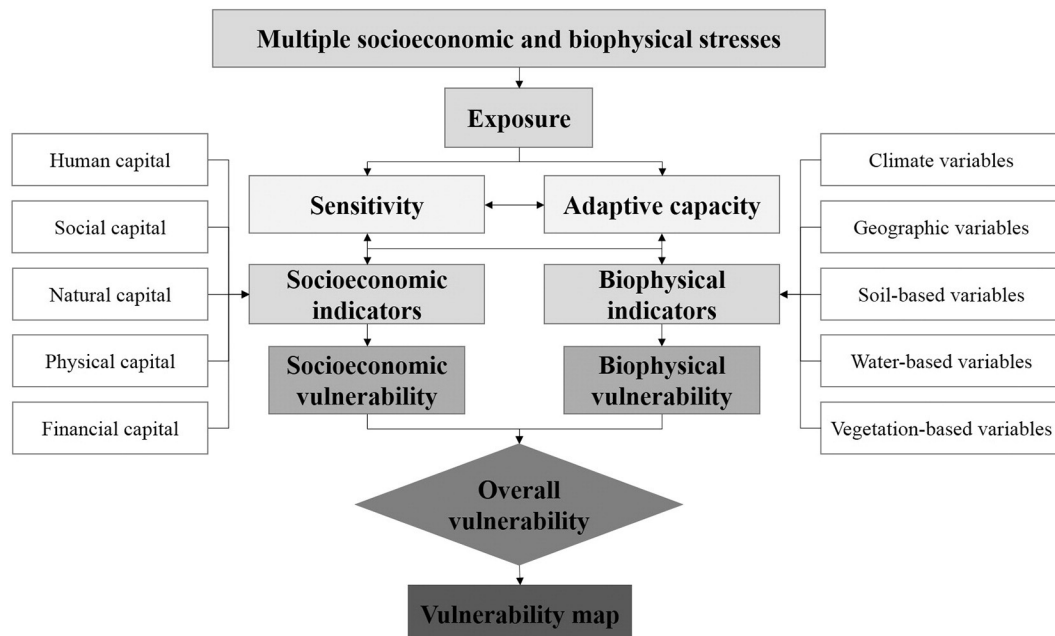 Multiple socioeconomic and biophysical stresses
Exposure
Sensitivity
Adaptive capacity
Human capital
Social capital
Natural capital
Physical capital
Financial capital
Climate variables
Geographic variables
Soil-based variables
Water-based variables
Vegetation-based variables
Socioeconomic
indicators
Biophysical
indicators
Socioeconomic
vulnerability
Biophysical
vulnerability
Overall
vulnerability
Vulnerability map